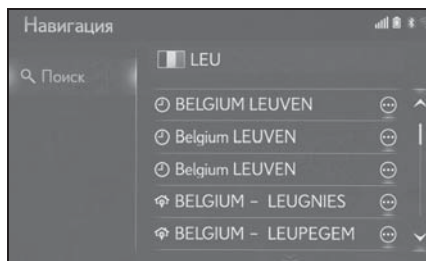 Навигация
Поиск
LEU
BELGIUM LEUVEN
Belgium LEUVEN
Belgium LEUVEN
BELGIUM – LEUGNIES
BELGIUM – LEUPEGEM